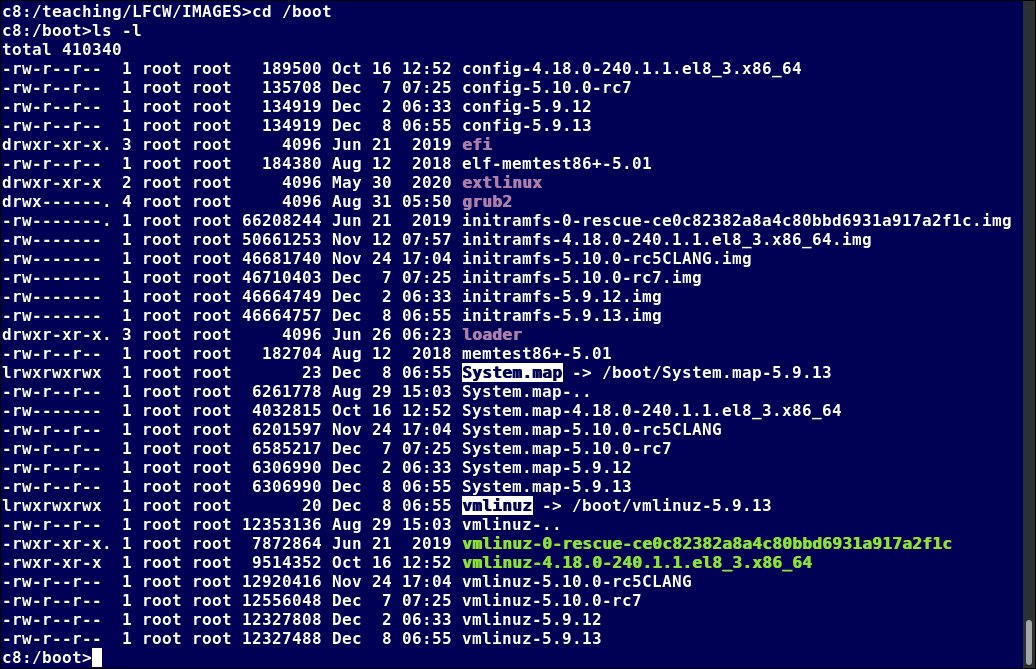 c8:/teaching/LFCW/IMAGES>cd /boot
c8:/boot>ls -l
total 410340
-rw-r--r--  1 root root   189500 Oct 16 12:52 config-4.18.0-240.1.1.el8_3.x86_64
-rw-r--r--  1 root root   135708 Dec  7 07:25 config-5.10.0-rc7
-rw-r--r--  1 root root   134919 Dec  2 06:33 config-5.9.12
-rw-r--r--  1 root root   134919 Dec  8 06:55 config-5.9.13
drwxr-xr-x. 3 root root     4096 Jun 21  2019 efi
-rw-r--r--  1 root root   184380 Aug 12  2018 elf-memtest86+-5.01
drwxr-xr-x  2 root root     4096 May 30  2020 extlinux
drwx------. 4 root root     4096 Aug 31 05:50 grub2
-rw-------. 1 root root 66208244 Jun 21  2019 initramfs-0-rescue-ce0c82382a8a4c80bbd6931a917a2f1c.img
-rw-------  1 root root 50661253 Nov 12 07:57 initramfs-4.18.0-240.1.1.el8_3.x86_64.img
-rw-------  1 root root 46681740 Nov 24 17:04 initramfs-5.10.0-rc5CLANG.img
-rw-------  1 root root 46710403 Dec  7 07:25 initramfs-5.10.0-rc7.img
-rw-------  1 root root 46664749 Dec  2 06:33 initramfs-5.9.12.img
-rw-------  1 root root 46664757 Dec  8 06:55 initramfs-5.9.13.img
drwxr-xr-x. 3 root root     4096 Jun 26 06:23 loader
-rw-r--r--  1 root root   182704 Aug 12  2018 memtest86+-5.01
lrwxrwxrwx  1 root root       23 Dec  8 06:55 System.map -> /boot/System.map-5.9.13
-rw-r--r--  1 root root  6261778 Aug 29 15:03 System.map-..
-rw-------  1 root root  4032815 Oct 16 12:52 System.map-4.18.0-240.1.1.el8_3.x86_64
-rw-r--r--  1 root root  6201597 Nov 24 17:04 System.map-5.10.0-rc5CLANG
-rw-r--r--  1 root root  6585217 Dec  7 07:25 System.map-5.10.0-rc7
-rw-r--r--  1 root root  6306990 Dec  2 06:33 System.map-5.9.12
-rw-r--r--  1 root root  6306990 Dec  8 06:55 System.map-5.9.13
lrwxrwxrwx  1 root root       20 Dec  8 06:55 vmlinuz -> /boot/vmlinuz-5.9.13
-rw-r--r--  1 root root 12353136 Aug 29 15:03 vmlinuz-..
-rwxr-xr-x. 1 root root  7872864 Jun 21  2019 vmlinuz-0-rescue-ce0c82382a8a4c80bbd6931a917a2f1c
-rwxr-xr-x  1 root root  9514352 Oct 16 12:52 vmlinuz-4.18.0-240.1.1.el8_3.x86_64
-rw-r--r--  1 root root 12920416 Nov 24 17:04 vmlinuz-5.10.0-rc5CLANG
-rw-r--r--  1 root root 12556048 Dec  7 07:25 vmlinuz-5.10.0-rc7
-rw-r--r--  1 root root 12327808 Dec  2 06:33 vmlinuz-5.9.12
-rw-r--r--  1 root root 12327488 Dec  8 06:55 vmlinuz-5.9.13
c8:/boot>